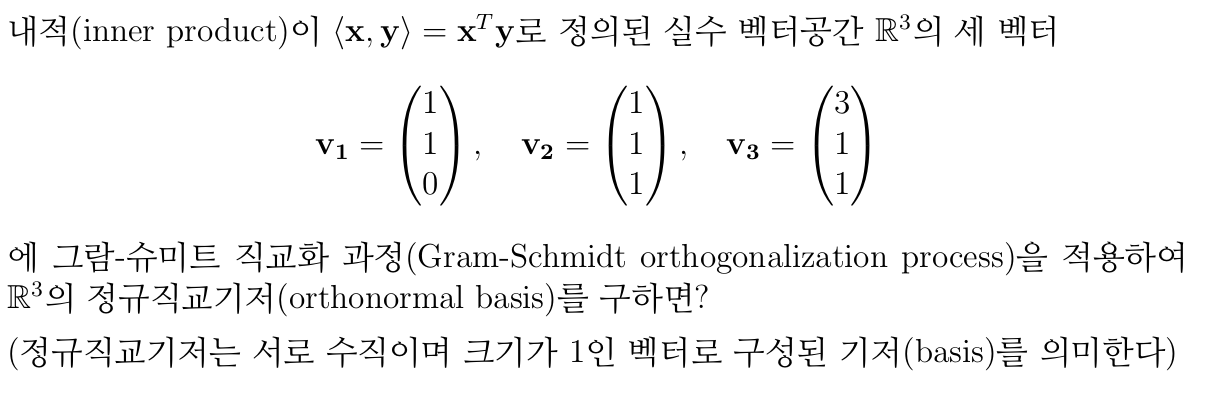 내적(inner product)이 ⟨x, y⟩ = xᵀy로 정의된 실수 벡터공간 ℝ³의 세 벡터
v₁ = (1 1 0), v₂ = (1 1 1), v₃ = (3 1 1)
에 그람-슈미트 직교화 과정(Gram-Schmidt orthogonalization process)을 적용하여
ℝ³의 정규직교기저(orthonormal basis)를 구하면?
(정규직교기저는 서로 수직이며 크기가 1인 벡터로 구성된 기저(basis)를 의미한다)